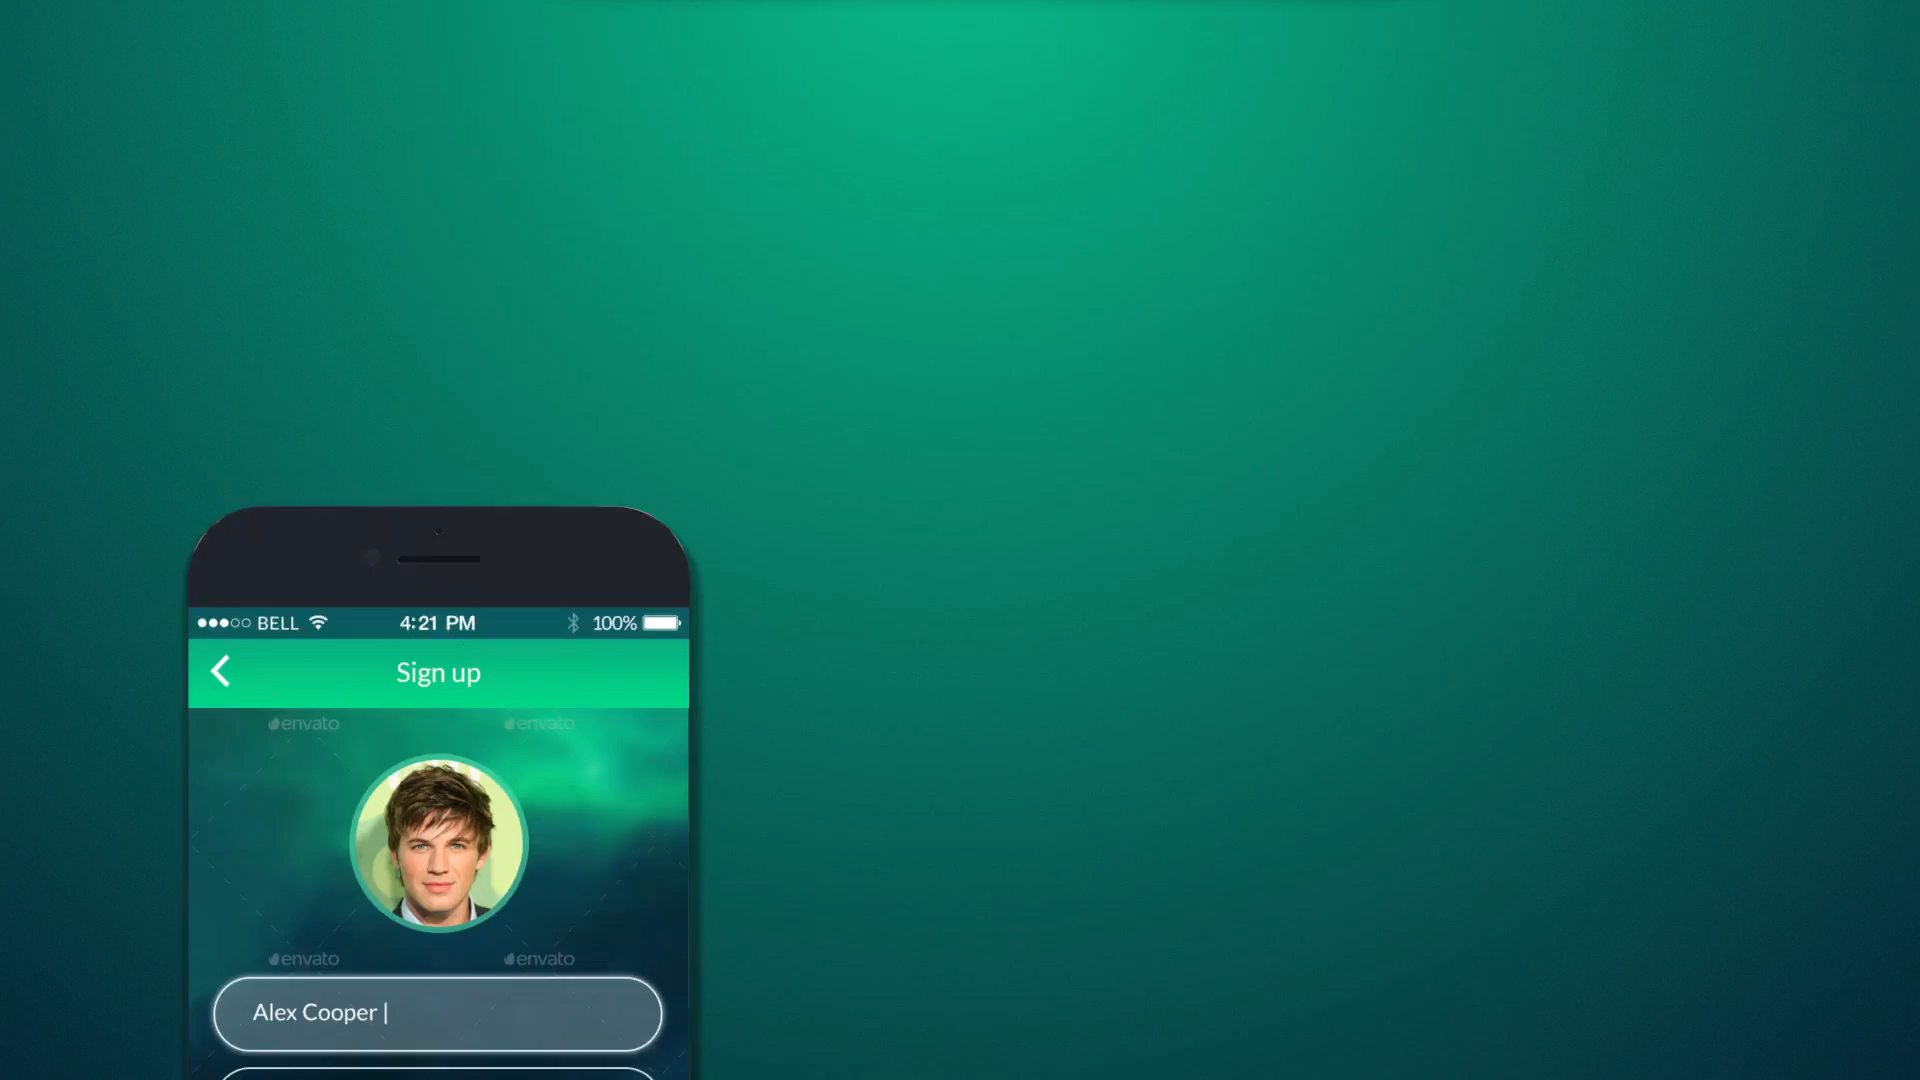 BELL 4:21 PM 100%
Sign up
envato envato
envato envato
Alex Cooper |